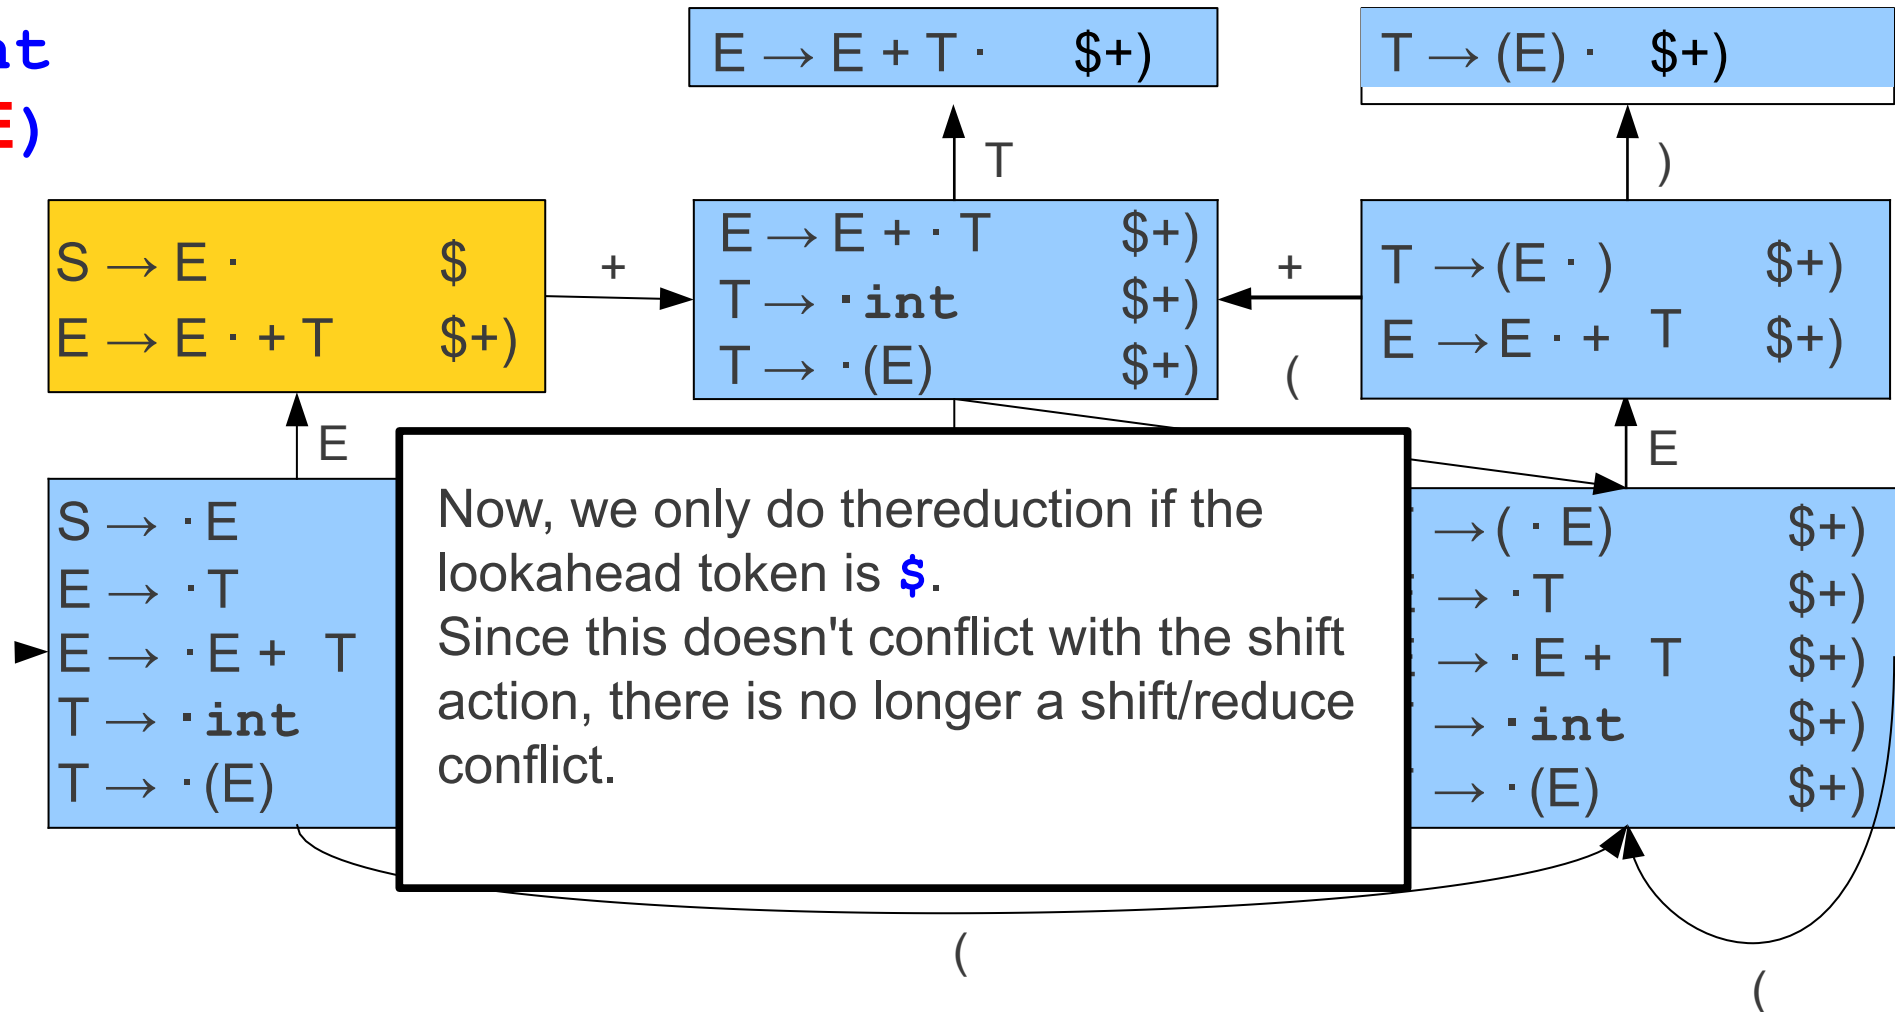 nt
E)
E → E + T · $+)
T → (E) · $+)
T
)
S → E · $
E → E · + T $+)
+
E → E + · T $+)
T → · int $+)
T → · (E) $+)
+
(
T → (E · ) $+)
E → E · + T $+)
E
E
S → · E
E → · T
E → · E + T
T → · int
T → · (E)
Now, we only do thereduction if the
lookahead token is $.
Since this doesn't conflict with the shift
action, there is no longer a shift/reduce
conflict.
→ ( · E) $+)
→ · T $+)
→ · E + T $+)
→ · int $+)
→ · (E) $+)
(
(